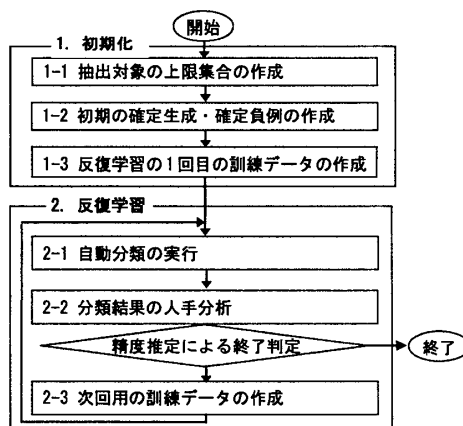 開始
1. 初期化
1-1 抽出対象の上限集合の作成
1-2 初期の確定生成・確定負例の作成
1-3 反復学習の1回目の訓練データの作成
2. 反復学習
2-1 自動分類の実行
2-2 分類結果の人手分析
精度推定による終了判定
終了
2-3 次回用の訓練データの作成